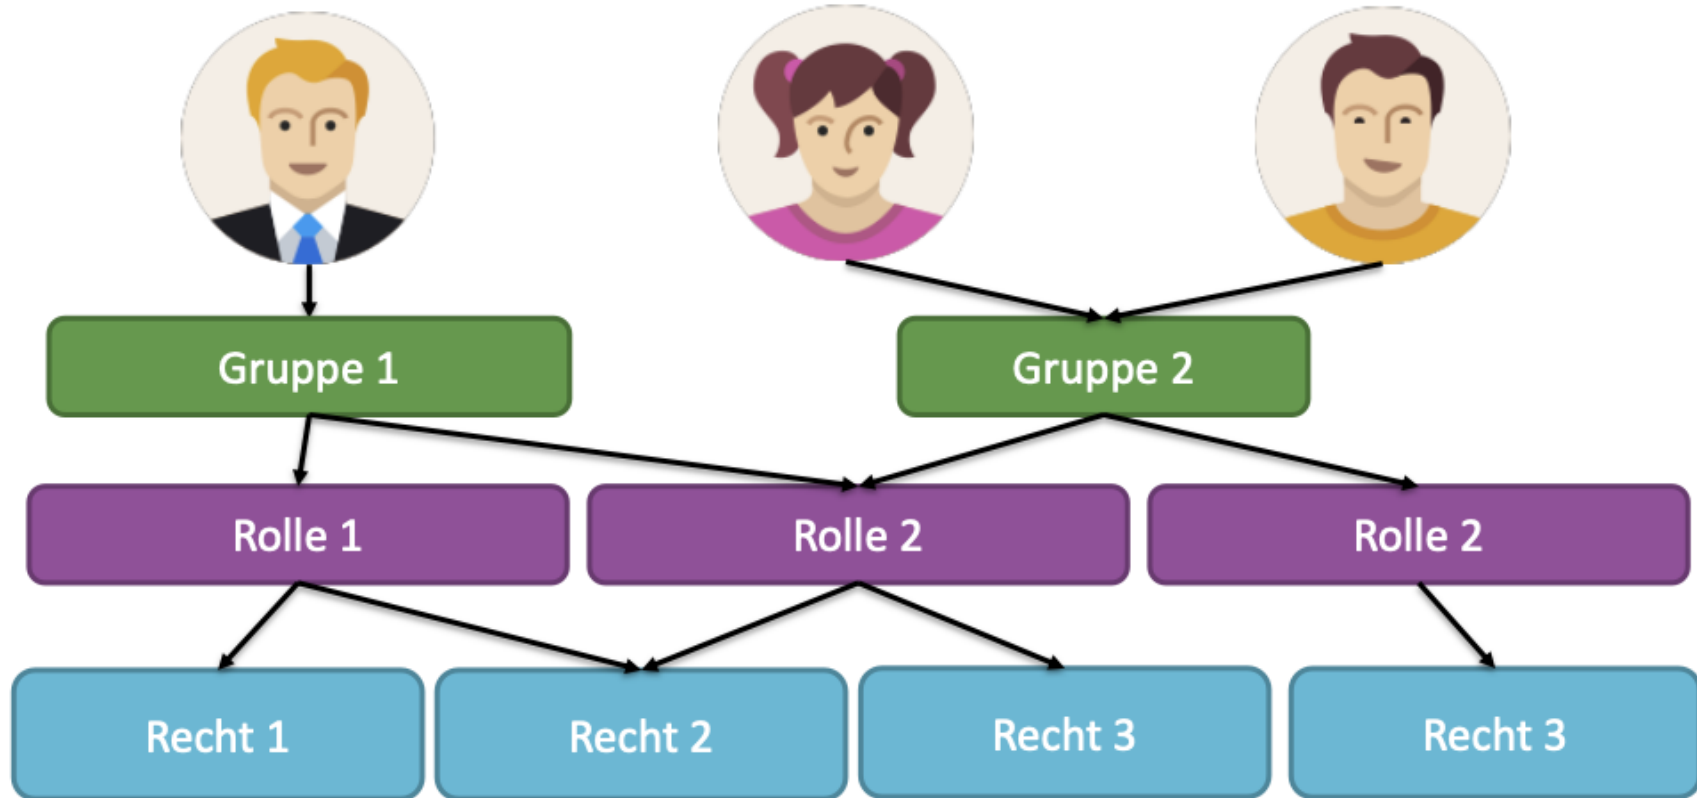 Gruppe 1
Gruppe 2
Rolle 1
Rolle 2
Rolle 2
Recht 1
Recht 2
Recht 3
Recht 3